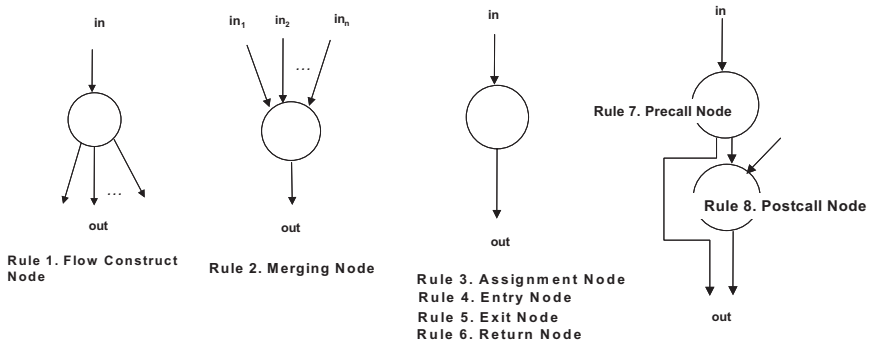 in
...
out
Rule 1. Flow Construct
Node
in1 in2 inn
...
out
Rule 2. Merging Node
in
out
Rule 3. Assignment Node
Rule 4. Entry Node
Rule 5. Exit Node
Rule 6. Return Node
in
Rule 7. Precall Node
Rule 8. Postcall Node
out